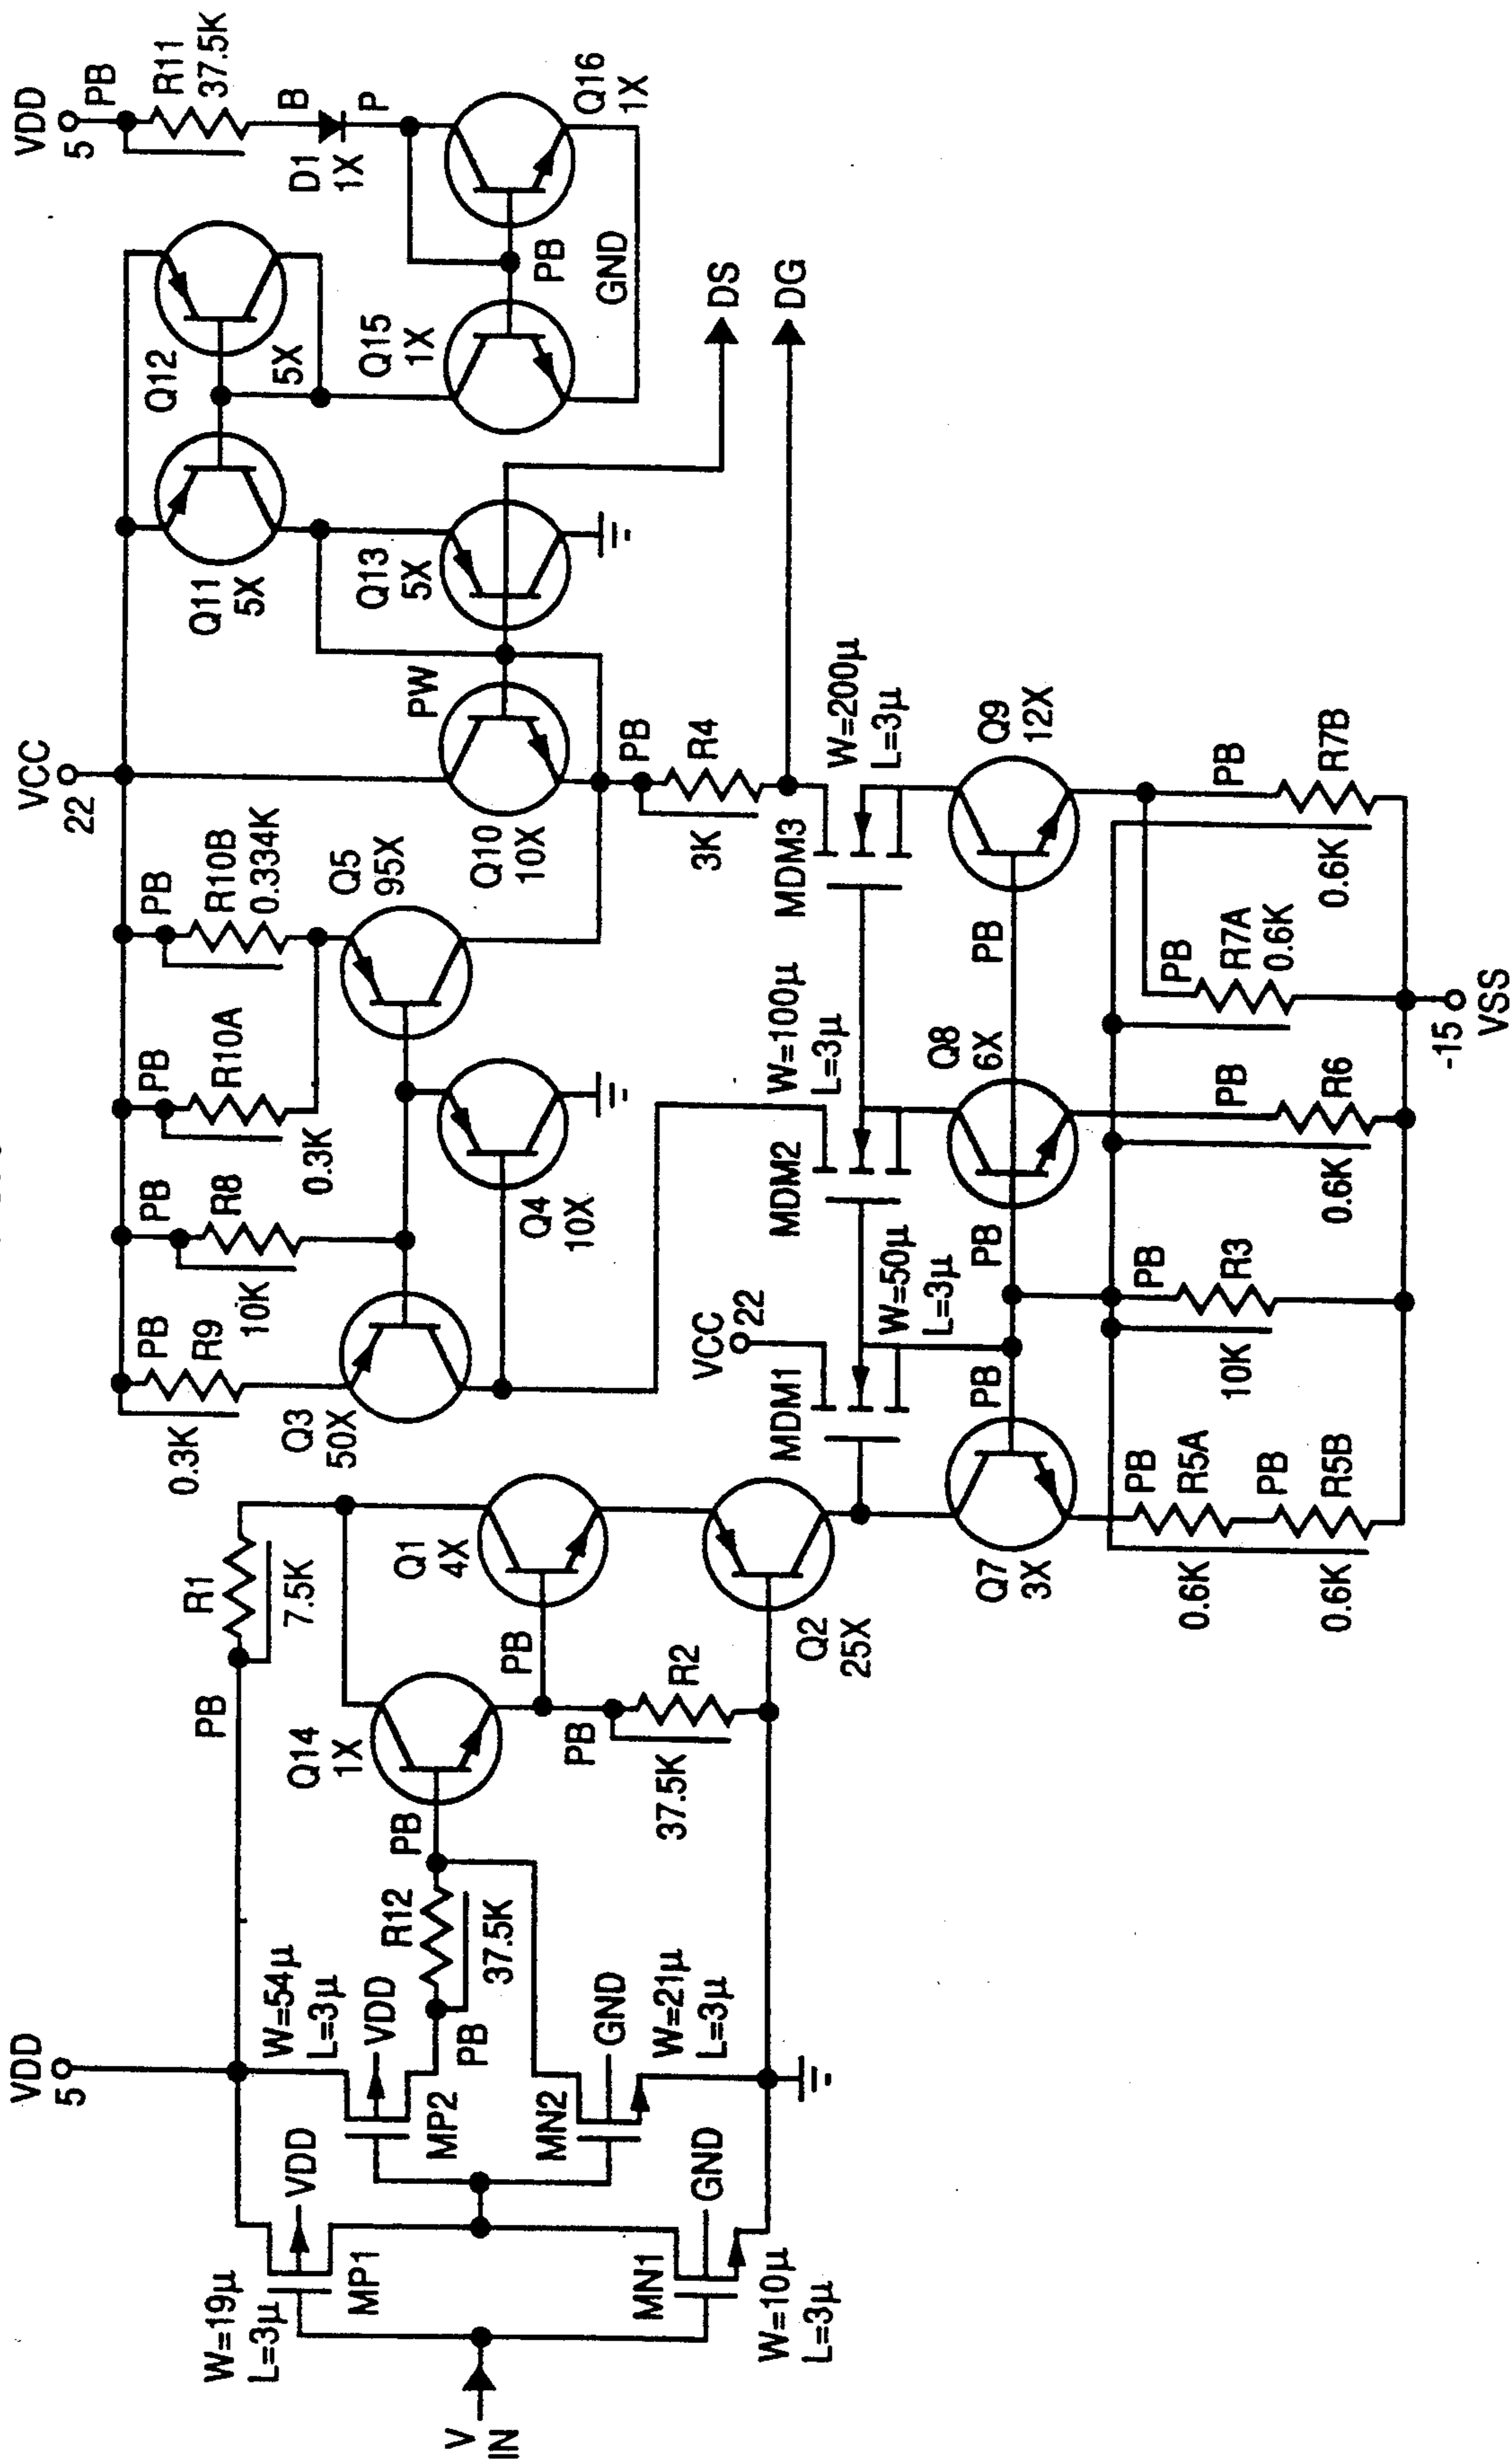 VDD
5
PB
R11
37.5K
B
D1
1X
P
Q16
1X
Q12
5X
Q15
1X
PB
GND
DS
DG
Q11
5X
Q13
5X
PW
VCC
22
Q10
10X
PB
R4
3K
W=200µ
L=3µ
MDM3
Q9
12X
PB
R7B
0.6K
PB
R10B
0.334K
Q5
95X
PB
R10A
0.3K
PB
R8
10K
Q4
10X
PB
R9
0.3K
Q3
50X
W=100µ
L=3µ
MDM2
Q8
6X
PB
PB
R7A
0.6K
-15
VSS
PB
R6
0.6K
PB
W=50µ
L=3µ
VCC
22
MDM1
PB
PB
R3
10K
Q7
3X
PB
R5A
0.6K
PB
R5B
0.6K
R1
7.5K
PB
Q1
4X
PB
Q2
25X
Q14
1X
PB
R2
37.5K
PB
R12
37.5K
PB
VDD
5
W=54µ
L=3µ
VDD
MP2
MN2
GND
W=21µ
L=3µ
W=19µ
L=3µ
VDD
MP1
MN1
GND
W=10µ
L=3µ
V
IN